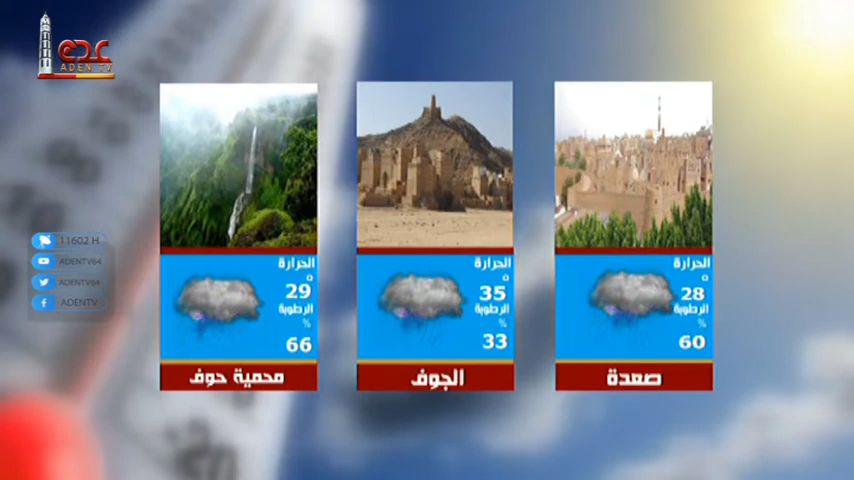 عدن
ADEN TV
11602 H
ADENTV64
ADENTV64
ADENTV
الحرارة
28
الرطوبة
%
60
صعدة
الحرارة
35
الرطوبة
%
33
الجوف
الحرارة
29
الرطوبة
%
66
محمية حوف